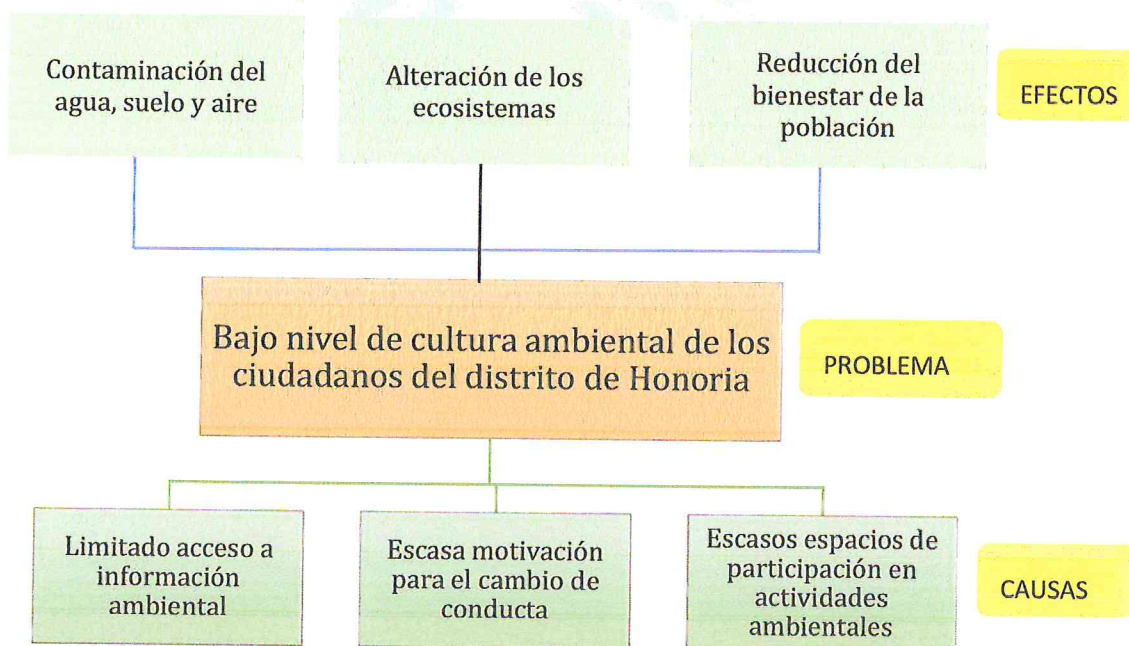 Contaminación del
agua, suelo y aire
Alteración de los
ecosistemas
Reducción del
bienestar de la
población
EFECTOS
Bajo nivel de cultura ambiental de los
ciudadanos del distrito de Honoria
PROBLEMA
Limitado acceso a
información
ambiental
Escasa motivación
para el cambio de
conducta
Escasos espacios de
participación en
actividades
ambientales
CAUSAS